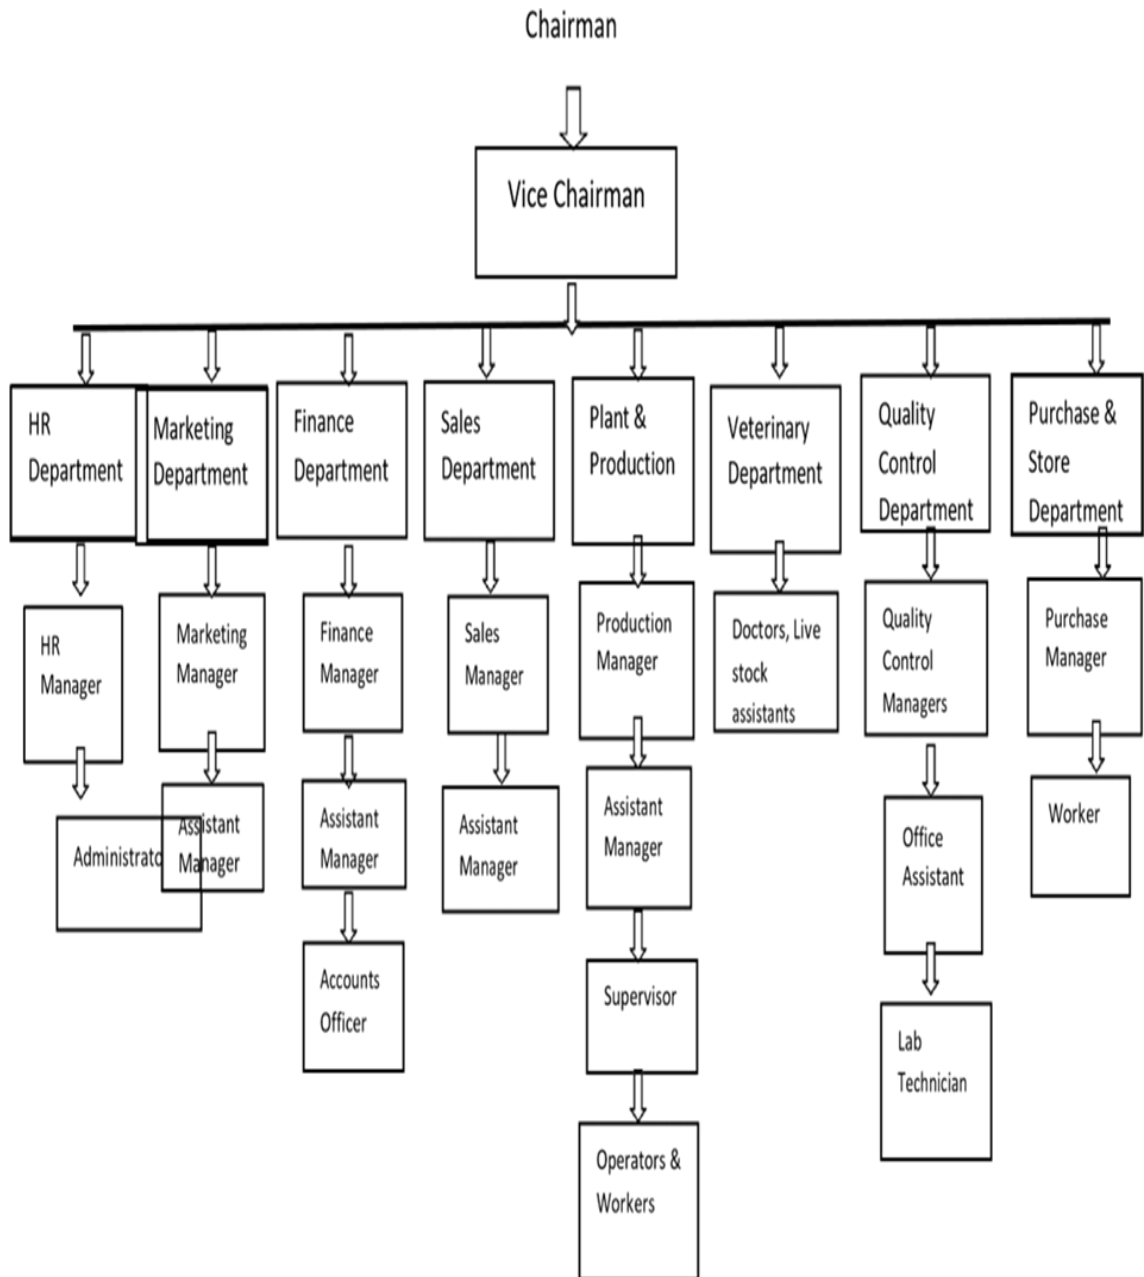 Chairman
Vice Chairman
HR
Department
Marketing
Department
Finance
Department
Sales
Department
Plant &
Production
Veterinary
Department
Quality
Control
Department
Purchase &
Store
Department
HR
Manager
Marketing
Manager
Finance
Manager
Sales
Manager
Production
Manager
Doctors, Live
stock
assistants
Quality
Control
Managers
Purchase
Manager
Administrato
Assistant
Manager
Assistant
Manager
Assistant
Manager
Assistant
Manager
Office
Assistant
Worker
Accounts
Officer
Supervisor
Lab
Technician
Operators &
Workers